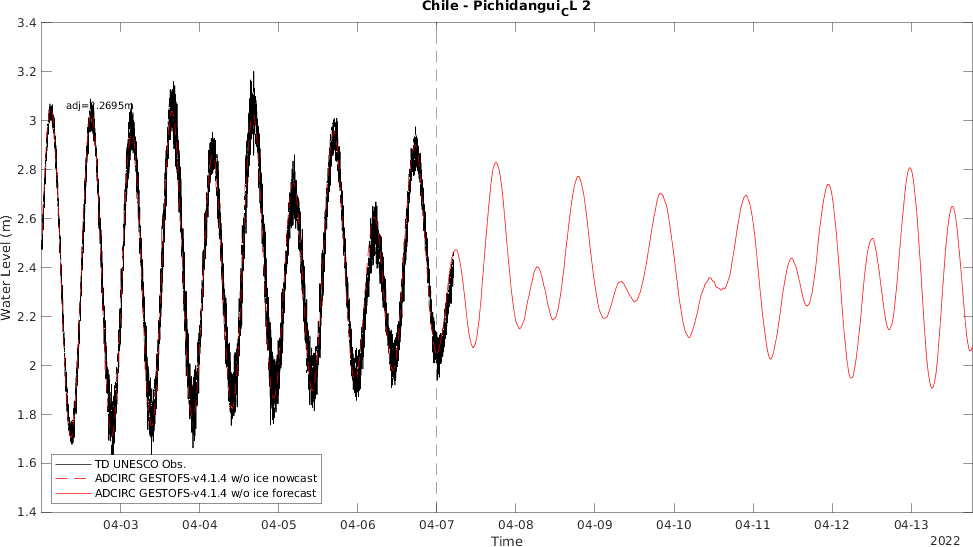 Chile - PichidanguiCL 2
3.4
3.2
3
2.8
2.6
2.4
2.2
2
1.8
1.6
1.4
Water Level (m)
adj=2.2695m
TD UNESCO Obs.
ADCIRC GESTOFS-v4.1.4 w/o ice nowcast
ADCIRC GESTOFS-v4.1.4 w/o ice forecast
04-03 04-04 04-05 04-06 04-07 04-08 04-09 04-10 04-11 04-12 04-13
Time
2022